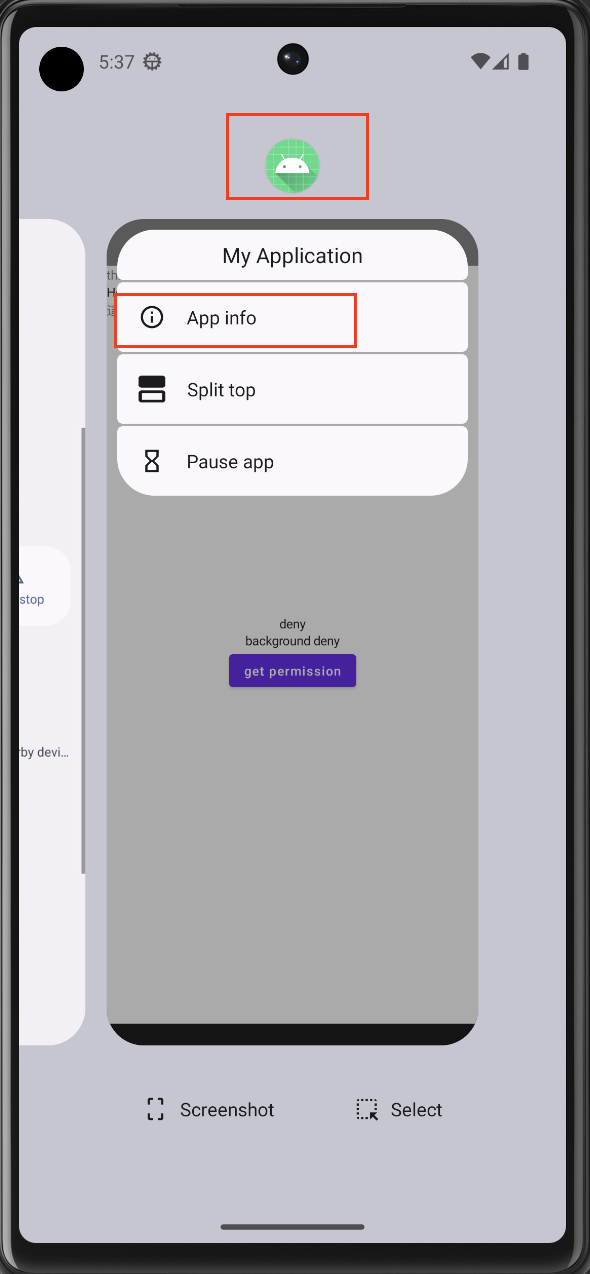 5:37
My Application
App info
Split top
Pause app
stop
deny
background deny
get permission
rby devi...
Screenshot
Select